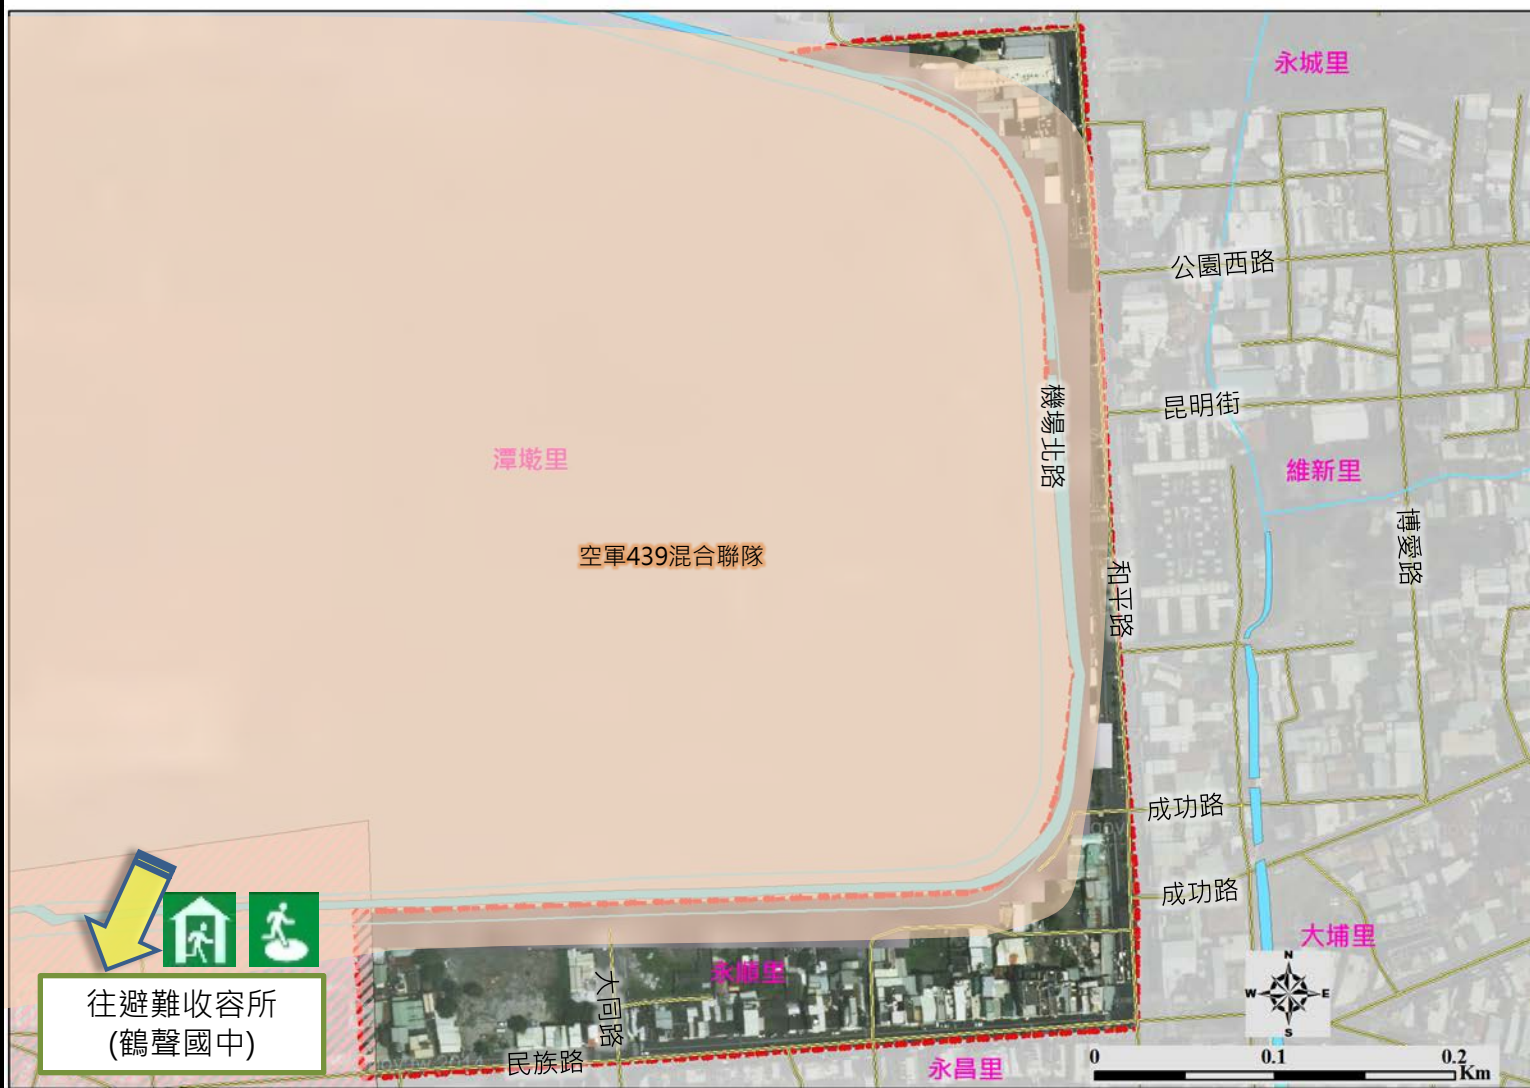 永城里
公園西路
機場北路
昆明街
潭墘里
維新里
博愛路
空軍439混合聯隊
和平路
成功路
成功路
大埔里
永順里
大同路
往避難收容所
(鶴聲國中)
民族路
永昌里
N
W E
S
0 0.1 0.2
Km